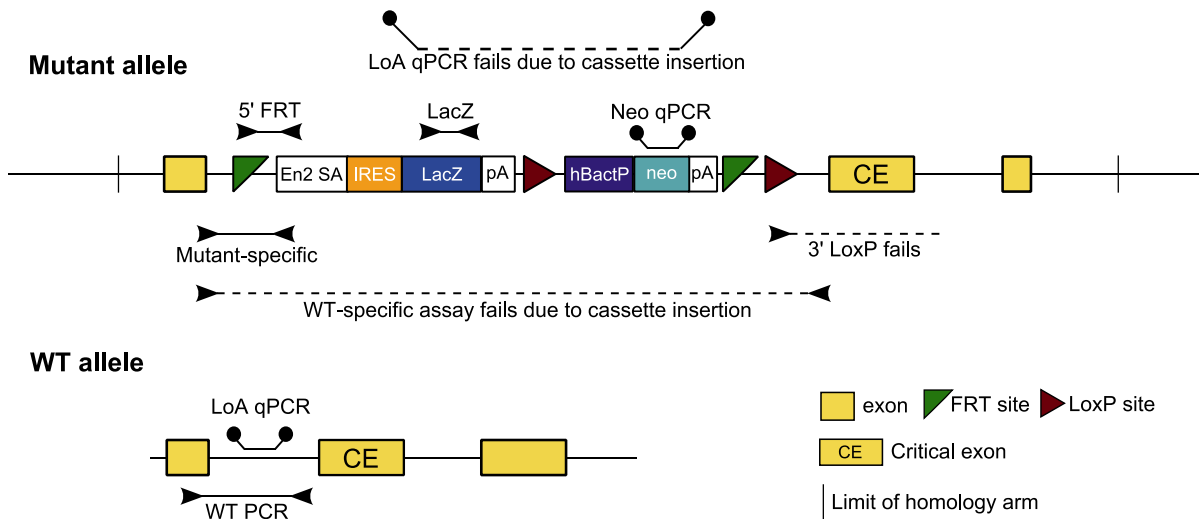 LoA qPCR fails due to cassette insertion
Mutant allele
5' FRT
LacZ
Neo qPCR
En2 SA
IRES
LacZ
pA
hBactP
neo
pA
CE
Mutant-specific
3' LoxP fails
WT-specific assay fails due to cassette insertion
WT allele
LoA qPCR
CE
WT PCR
exon
FRT site
LoxP site
CE
Critical exon
Limit of homology arm